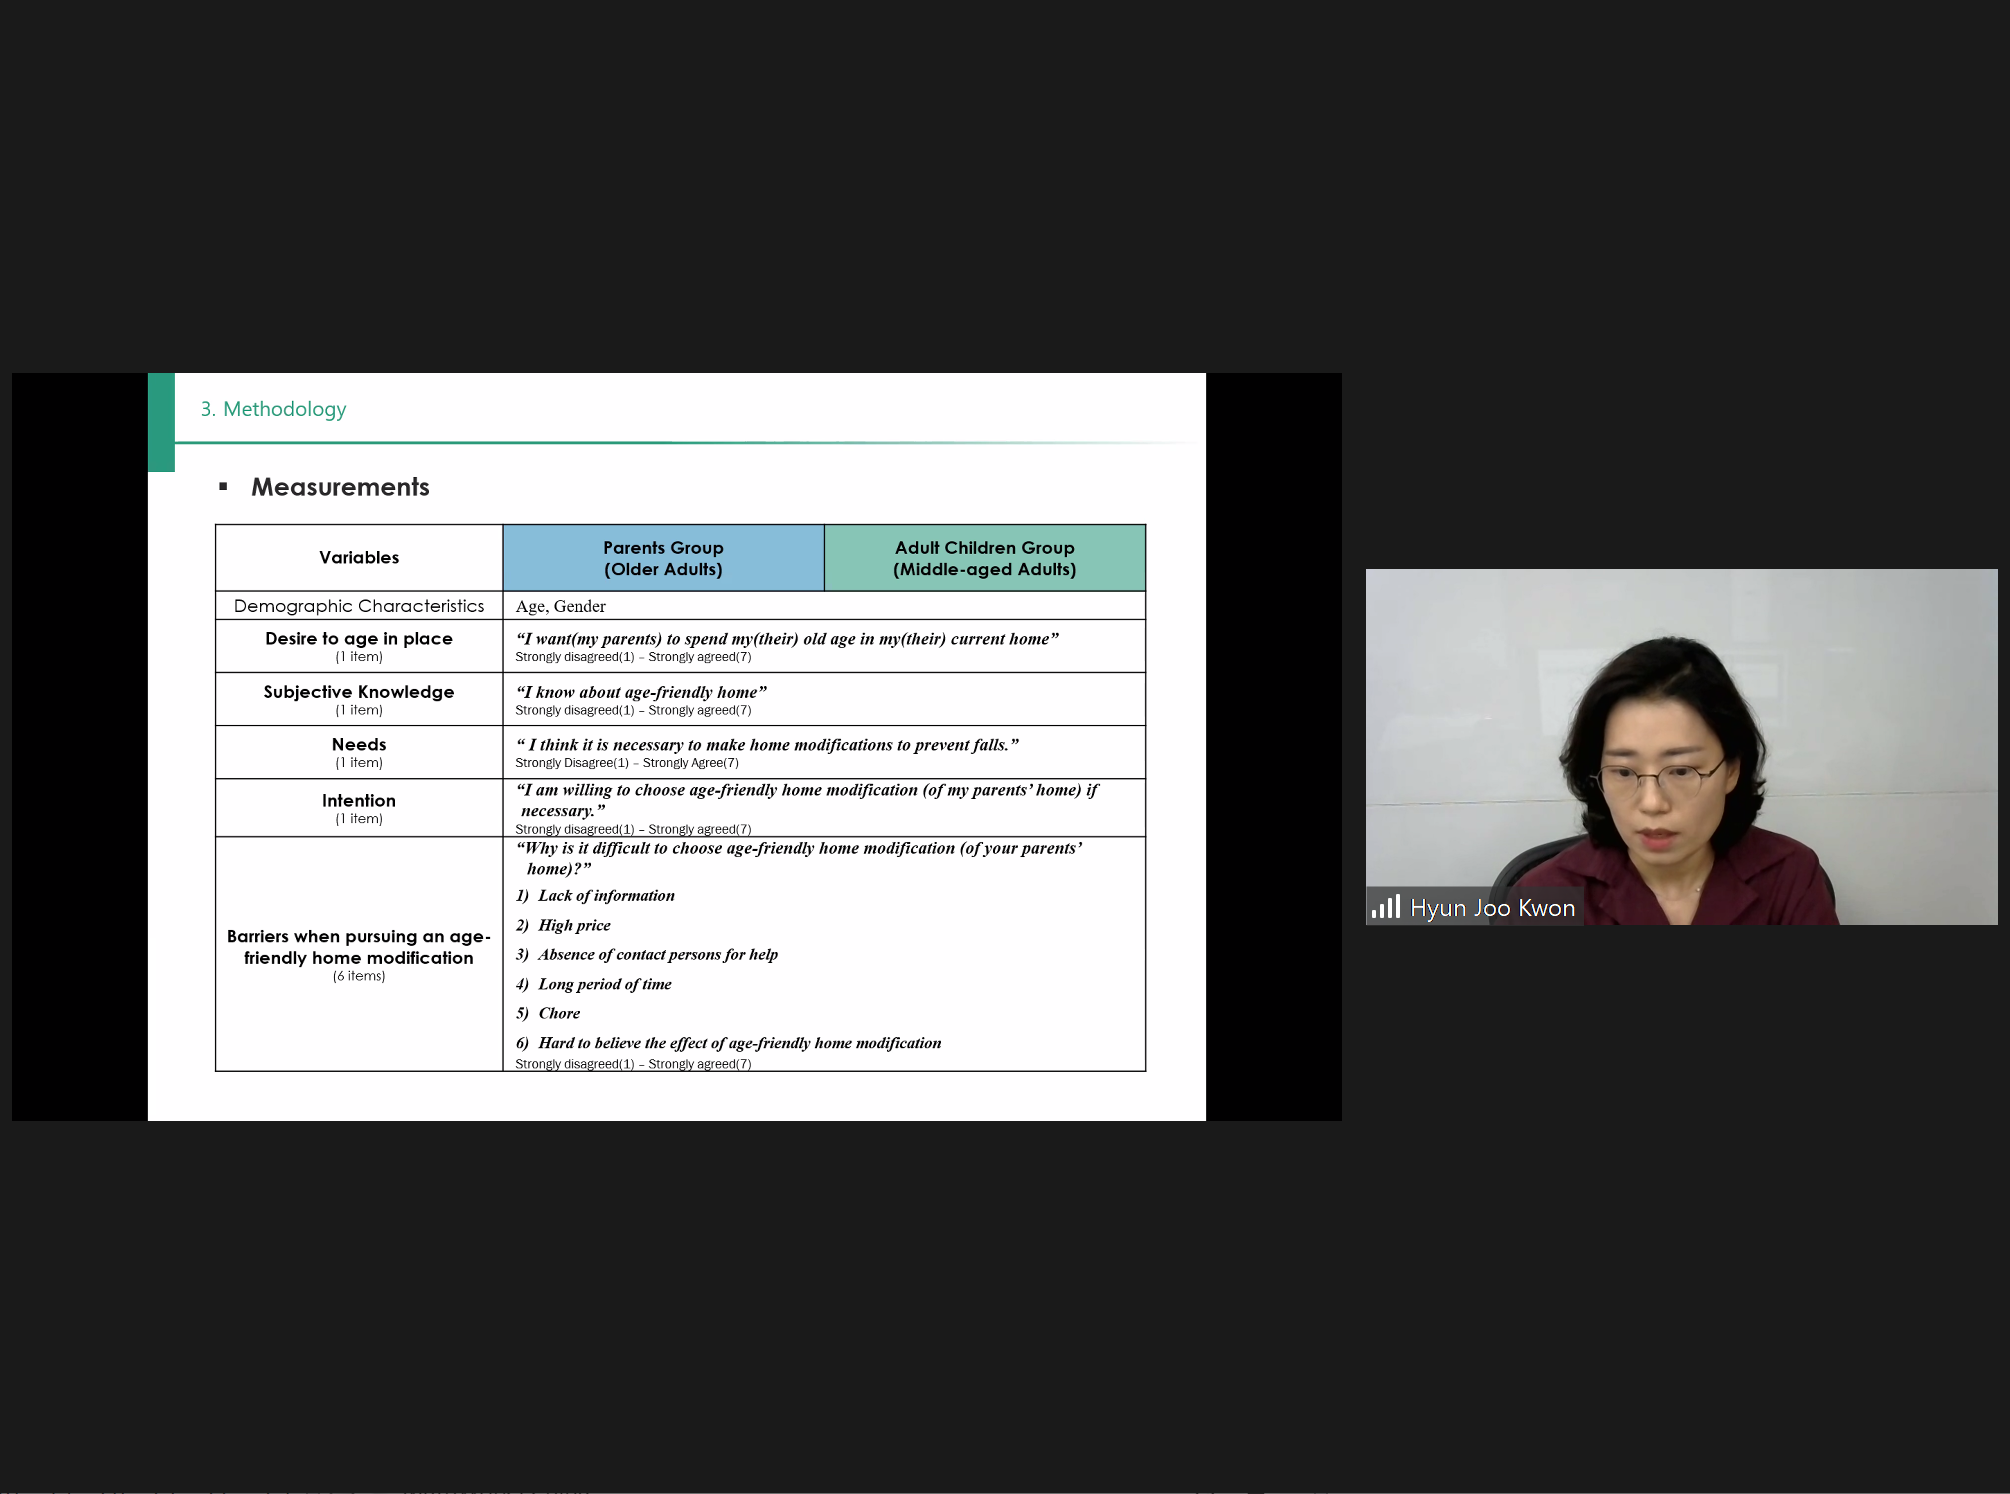 3. Methodology
▪ Measurements
Variables
Parents Group
(Older Adults)
Adult Children Group
(Middle-aged Adults)
Demographic Characteristics
Age, Gender
Desire to age in place
(1 item)
“I want(my parents) to spend my(their) old age in my(their) current home”
Strongly disagreed(1) – Strongly agreed(7)
Subjective Knowledge
(1 item)
“I know about age-friendly home”
Strongly disagreed(1) – Strongly agreed(7)
Needs
(1 item)
“ I think it is necessary to make home modifications to prevent falls.”
Strongly Disagree(1) – Strongly Agree(7)
Intention
(1 item)
“I am willing to choose age-friendly home modification (of my parents’ home) if
necessary.”
Strongly disagreed(1) – Strongly agreed(7)
Barriers when pursuing an age-
friendly home modification
(6 items)
“Why is it difficult to choose age-friendly home modification (of your parents’
home)?”
1) Lack of information
2) High price
3) Absence of contact persons for help
4) Long period of time
5) Chore
6) Hard to believe the effect of age-friendly home modification
Strongly disagreed(1) – Strongly agreed(7)
Hyun Joo Kwon